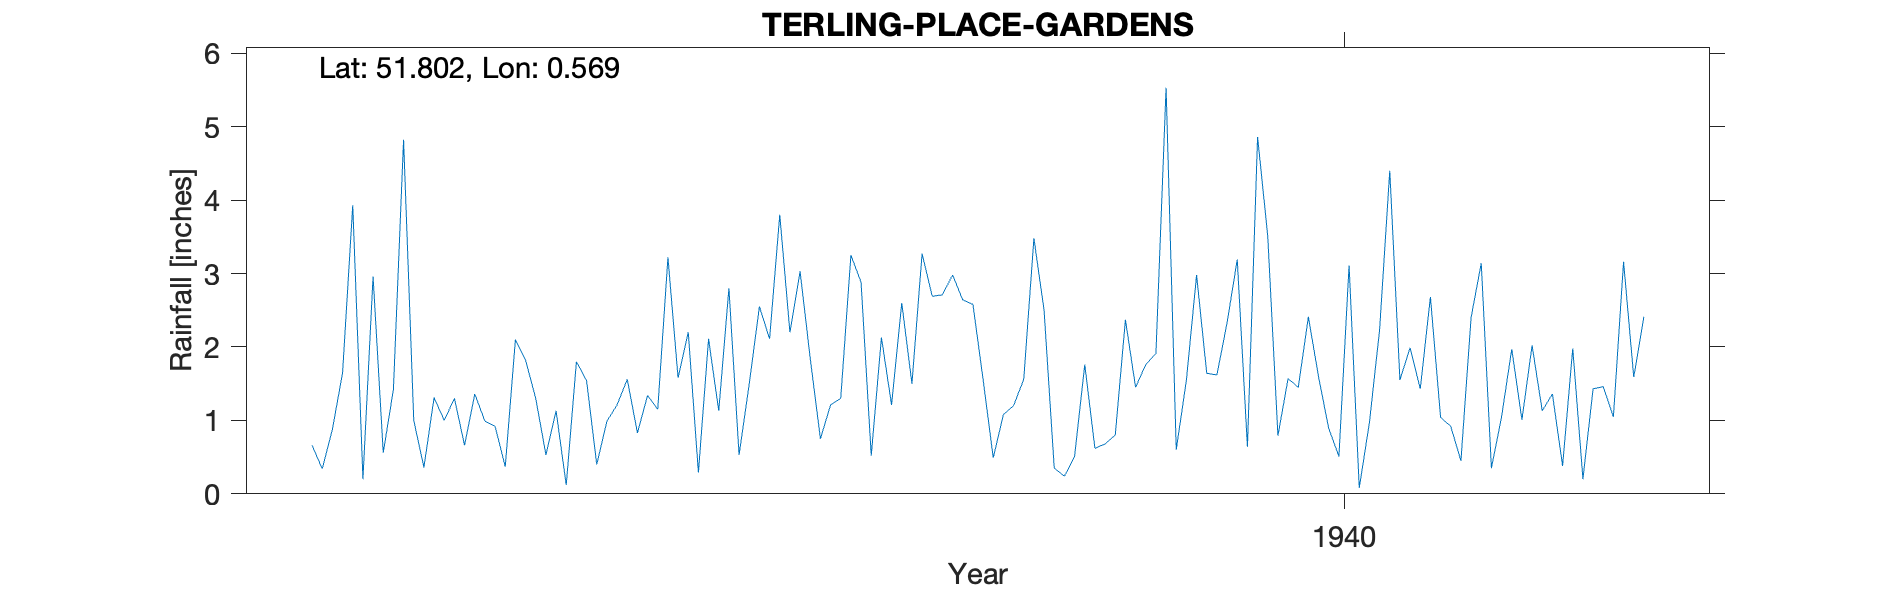 TERLING-PLACE-GARDENS
Lat: 51.802, Lon: 0.569
6
5
4
3
2
1
0
Rainfall [inches]
1940
Year